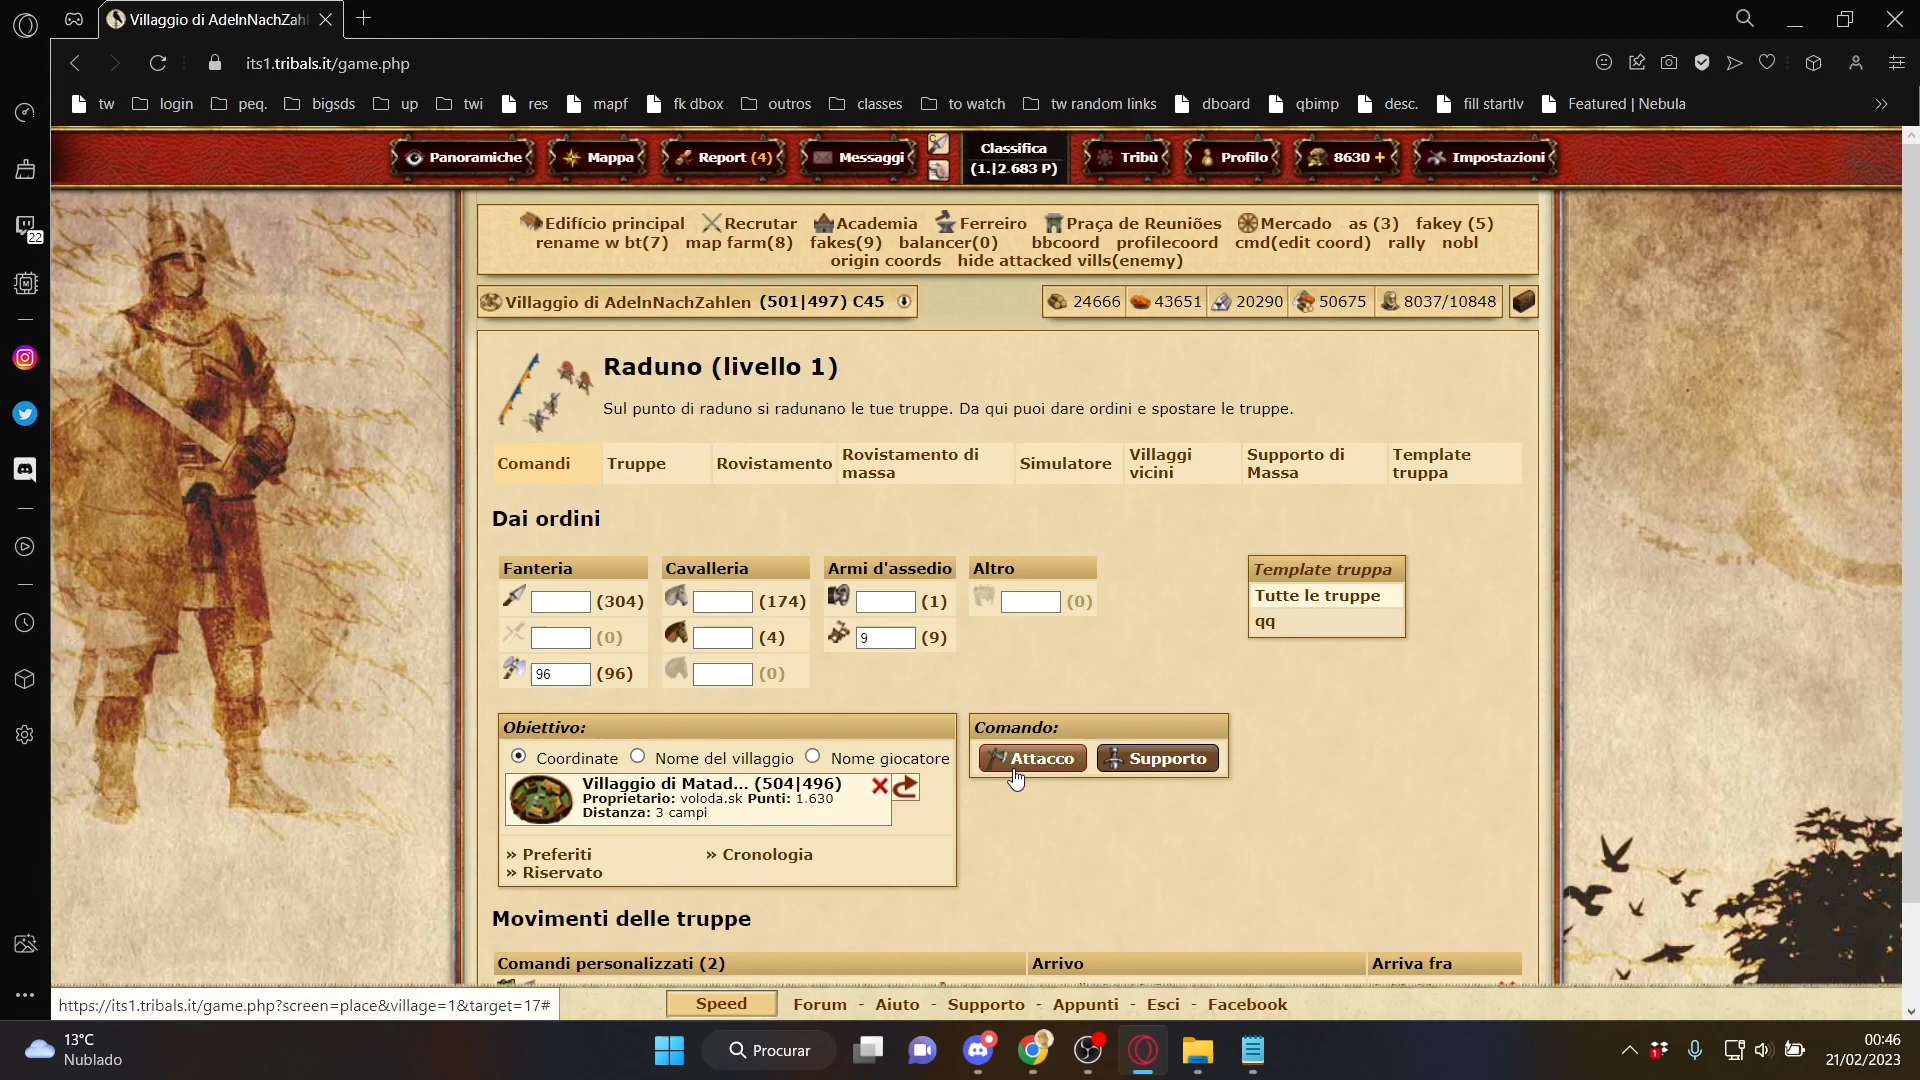 Villaggio di AdelnNachZahl
its1.tribals.it/game.php
tw login peq. bigsds up twi res mapf fk dbox outros classes to watch tw random links dboard qbimp desc. fill startlv Featured | Nebula »
Panoramiche Mappa Report (4) Messaggi Classifica Tribù Profilo 8630 + Impostazioni
(1.|2.683 P)
22
Edifício principal Recrutar Academia Ferreiro Praça de Reuniões Mercado as (3) fakey (5)
rename w bt(7) map farm(8) fakes(9) balancer(0) bbcoord profilecoord cmd(edit coord) rally nobl
origin coords hide attacked vills(enemy)
Villaggio di AdelnNachZahlen (501|497) C45 24666 43651 20290 50675 8037/10848
Raduno (livello 1)
Sul punto di raduno si radunano le tue truppe. Da qui puoi dare ordini e spostare le truppe.
Comandi Truppe Rovistamento Rovistamento di massa Simulatore Villaggi vicini Supporto di Massa Template truppa
Dai ordini
Fanteria Cavalleria Armi d'assedio Altro Template truppa
(304) (174) (1) (0) Tutte le truppe
(0) (4) 9 (9) qq
96 (96) (0)
Obiettivo: Comando:
Coordinate Nome del villaggio Nome giocatore Attacco Supporto
Villaggio di Matad... (504|496)
Proprietario: voloda.sk Punti: 1.630
Distanza: 3 campi
» Preferiti » Cronologia
» Riservato
Movimenti delle truppe
Comandi personalizzati (2) Arrivo Arriva fra
https://its1.tribals.it/game.php?screen=place&village=1&target=17#
Speed Forum - Aiuto - Supporto - Appunti - Esci - Facebook
13°C
Nublado
Procurar
1
00:46
21/02/2023